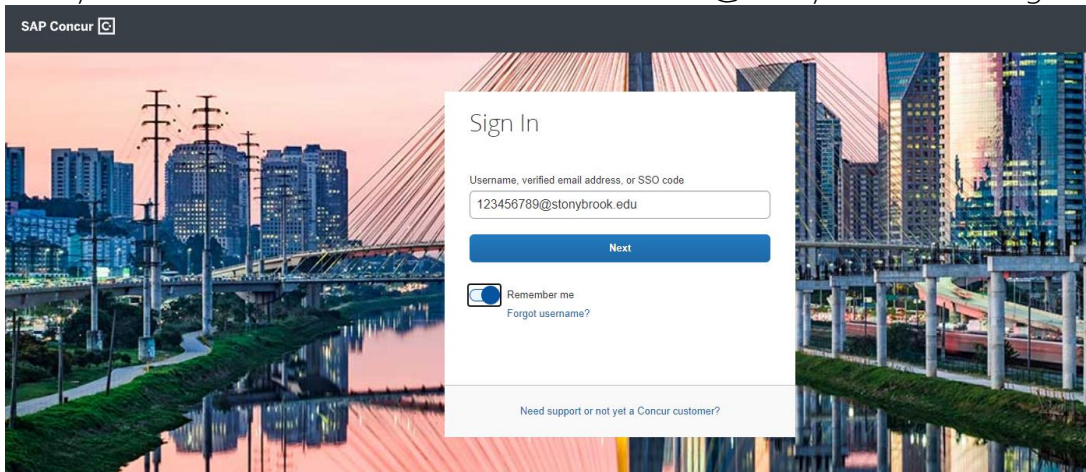 SAP Concur C
Sign In
Username, verified email address, or SSO code
123456789@stonybrook.edu
Next
Remember me
Forgot username?
Need support or not yet a Concur customer?